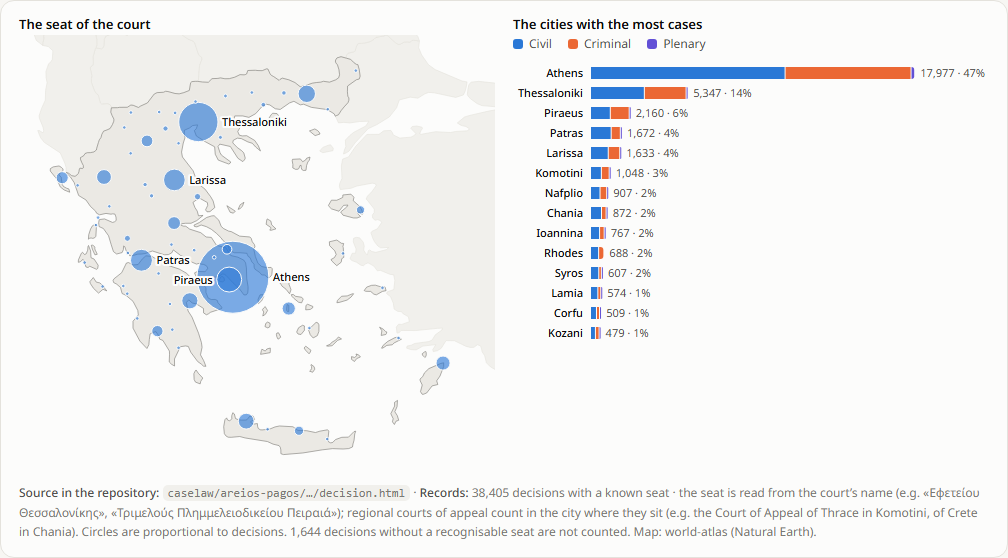 The seat of the court
Thessaloniki
Larissa
Patras
Piraeus
Athens
The cities with the most cases
Civil Criminal Plenary
Athens 17,977 · 47%
Thessaloniki 5,347 · 14%
Piraeus 2,160 · 6%
Patras 1,672 · 4%
Larissa 1,633 · 4%
Komotini 1,048 · 3%
Nafplio 907 · 2%
Chania 872 · 2%
Ioannina 767 · 2%
Rhodes 688 · 2%
Syros 607 · 2%
Lamia 574 · 1%
Corfu 509 · 1%
Kozani 479 · 1%
Source in the repository: caselaw/areios-pagos/…/decision.html · Records: 38,405 decisions with a known seat · the seat is read from the court’s name (e.g. «Εφετείου
Θεσσαλονίκης», «Τριμελούς Πλημμελειοδικείου Πειραιά»); regional courts of appeal count in the city where they sit (e.g. the Court of Appeal of Thrace in Komotini, of Crete
in Chania). Circles are proportional to decisions. 1,644 decisions without a recognisable seat are not counted. Map: world-atlas (Natural Earth).